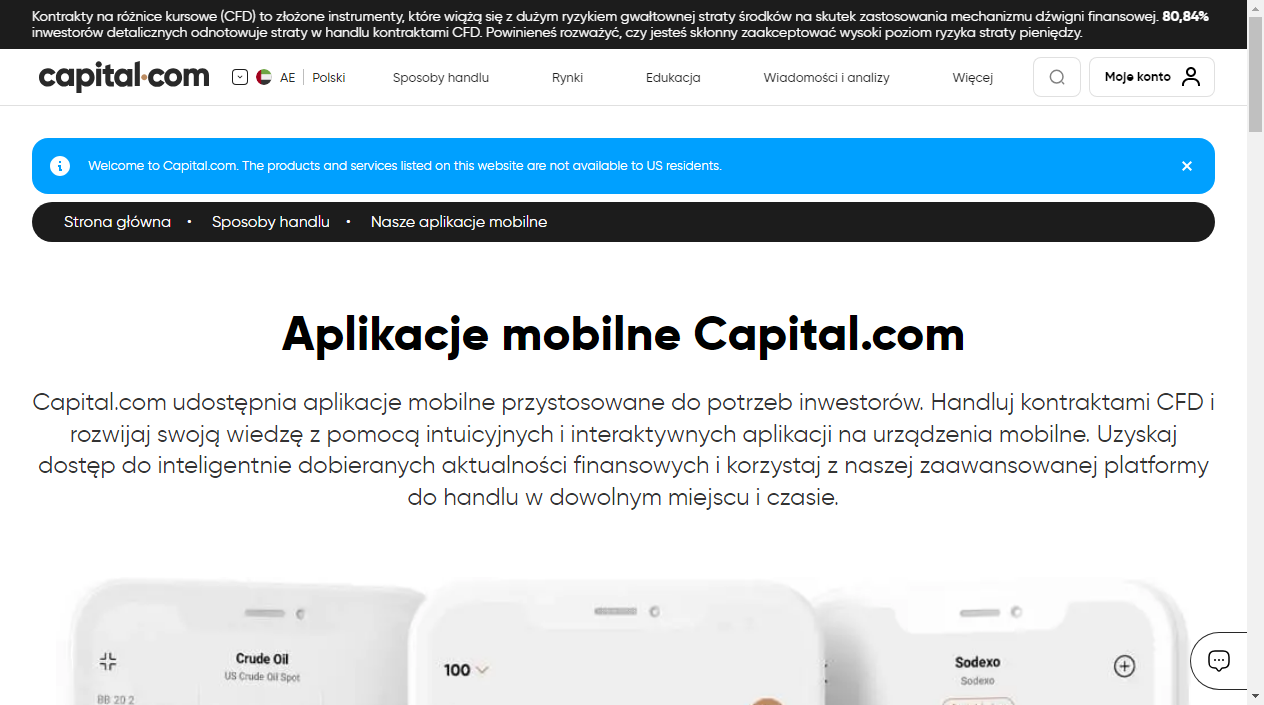 Kontrakty na różnice kursowe (CFD) to złożone instrumenty, które wiążą się z dużym ryzykiem gwałtownej straty środków na skutek zastosowania mechanizmu dźwigni finansowej. 80,84%
inwestorów detalicznych odnotowuje straty w handlu kontraktami CFD. Powinieneś rozważyć, czy jesteś skłonny zaakceptować wysoki poziom ryzyka straty pieniędzy.
capital.com AE Polski Sposoby handlu Rynki Edukacja Wiadomości i analizy Więcej Moje konto
Welcome to Capital.com. The products and services listed on this website are not available to US residents.
Strona główna • Sposoby handlu • Nasze aplikacje mobilne
Aplikacje mobilne Capital.com
Capital.com udostępnia aplikacje mobilne przystosowane do potrzeb inwestorów. Handluj kontraktami CFD i
rozwijaj swoją wiedzę z pomocą intuicyjnych i interaktywnych aplikacji na urządzenia mobilne. Uzyskaj
dostęp do inteligentnie dobieranych aktualności finansowych i korzystaj z naszej zaawansowanej platformy
do handlu w dowolnym miejscu i czasie.
Crude Oil
US Crude Oil Spot
BB 20 2
100
Sodexo
Sodexo